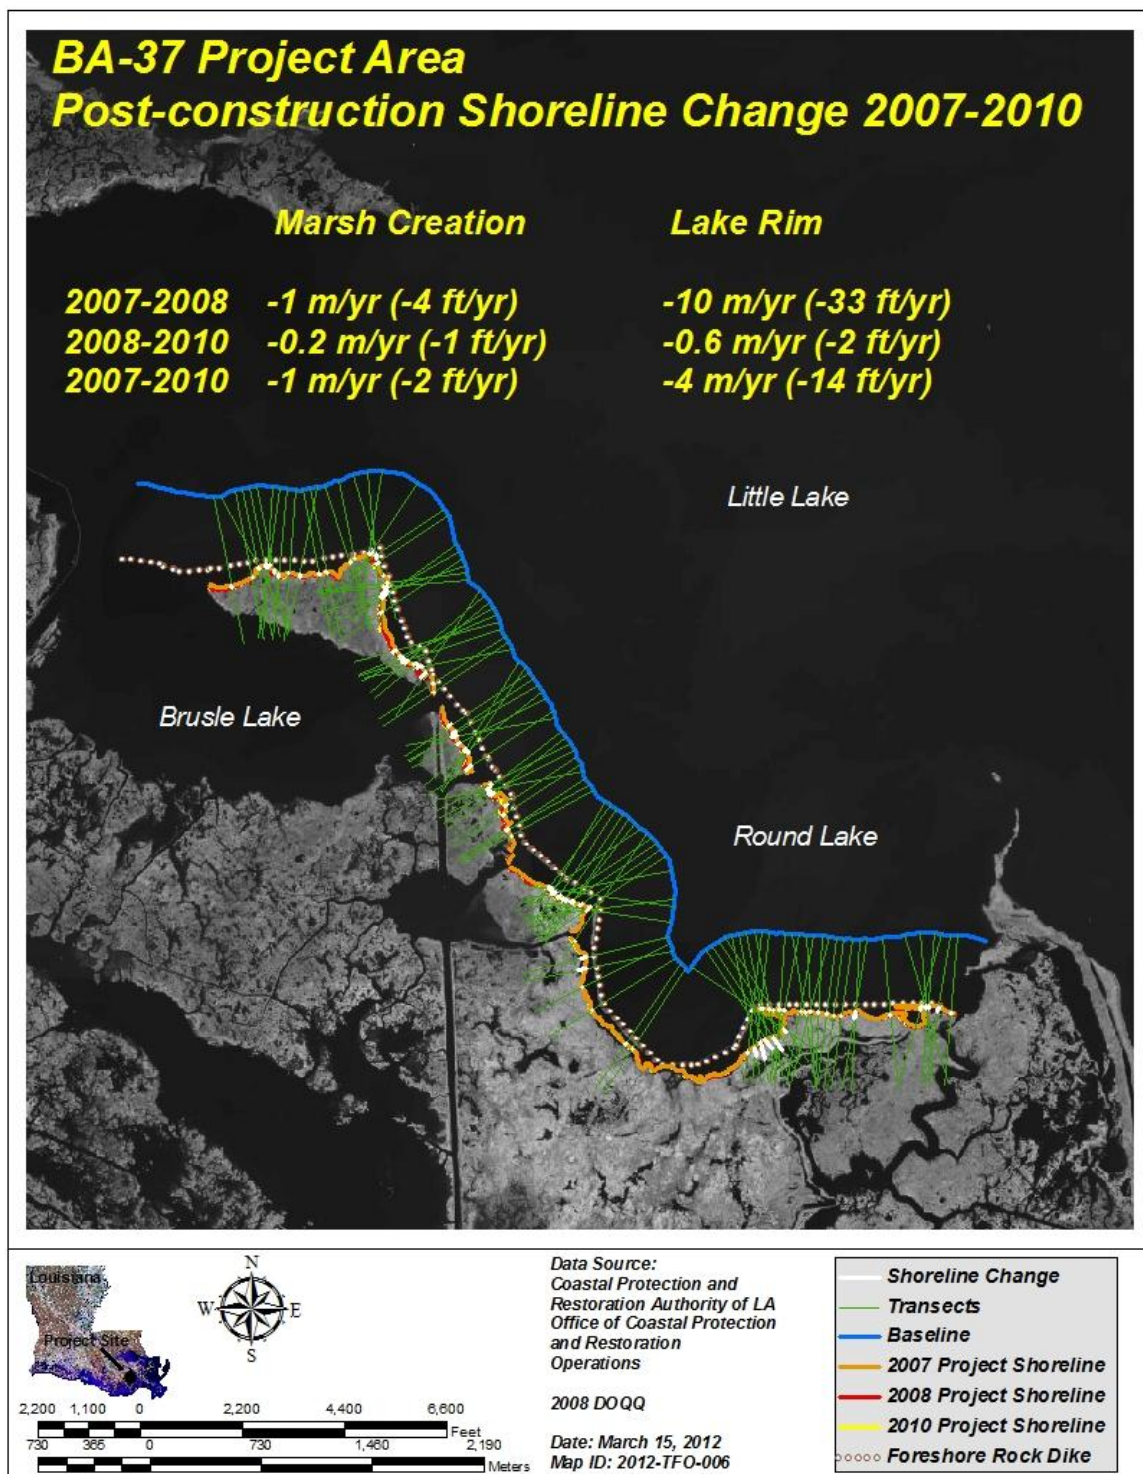 BA-37 Project Area
Post-construction Shoreline Change 2007-2010
Marsh Creation Lake Rim
2007-2008 -1 m/yr (-4 ft/yr) -10 m/yr (-33 ft/yr)
2008-2010 -0.2 m/yr (-1 ft/yr) -0.6 m/yr (-2 ft/yr)
2007-2010 -1 m/yr (-2 ft/yr) -4 m/yr (-14 ft/yr)
Little Lake
Brusle Lake
Round Lake
Louisiana
Project Site
N
W E
S
2,200 1,100 0 2,200 4,400 6,600
Feet
730 365 0 730 1,460 2,190
Meters
Data Source:
Coastal Protection and
Restoration Authority of LA
Office of Coastal Protection
and Restoration
Operations
2008 DOQQ
Date: March 15, 2012
Map ID: 2012-TFO-006
Shoreline Change
Transects
Baseline
2007 Project Shoreline
2008 Project Shoreline
2010 Project Shoreline
Foreshore Rock Dike